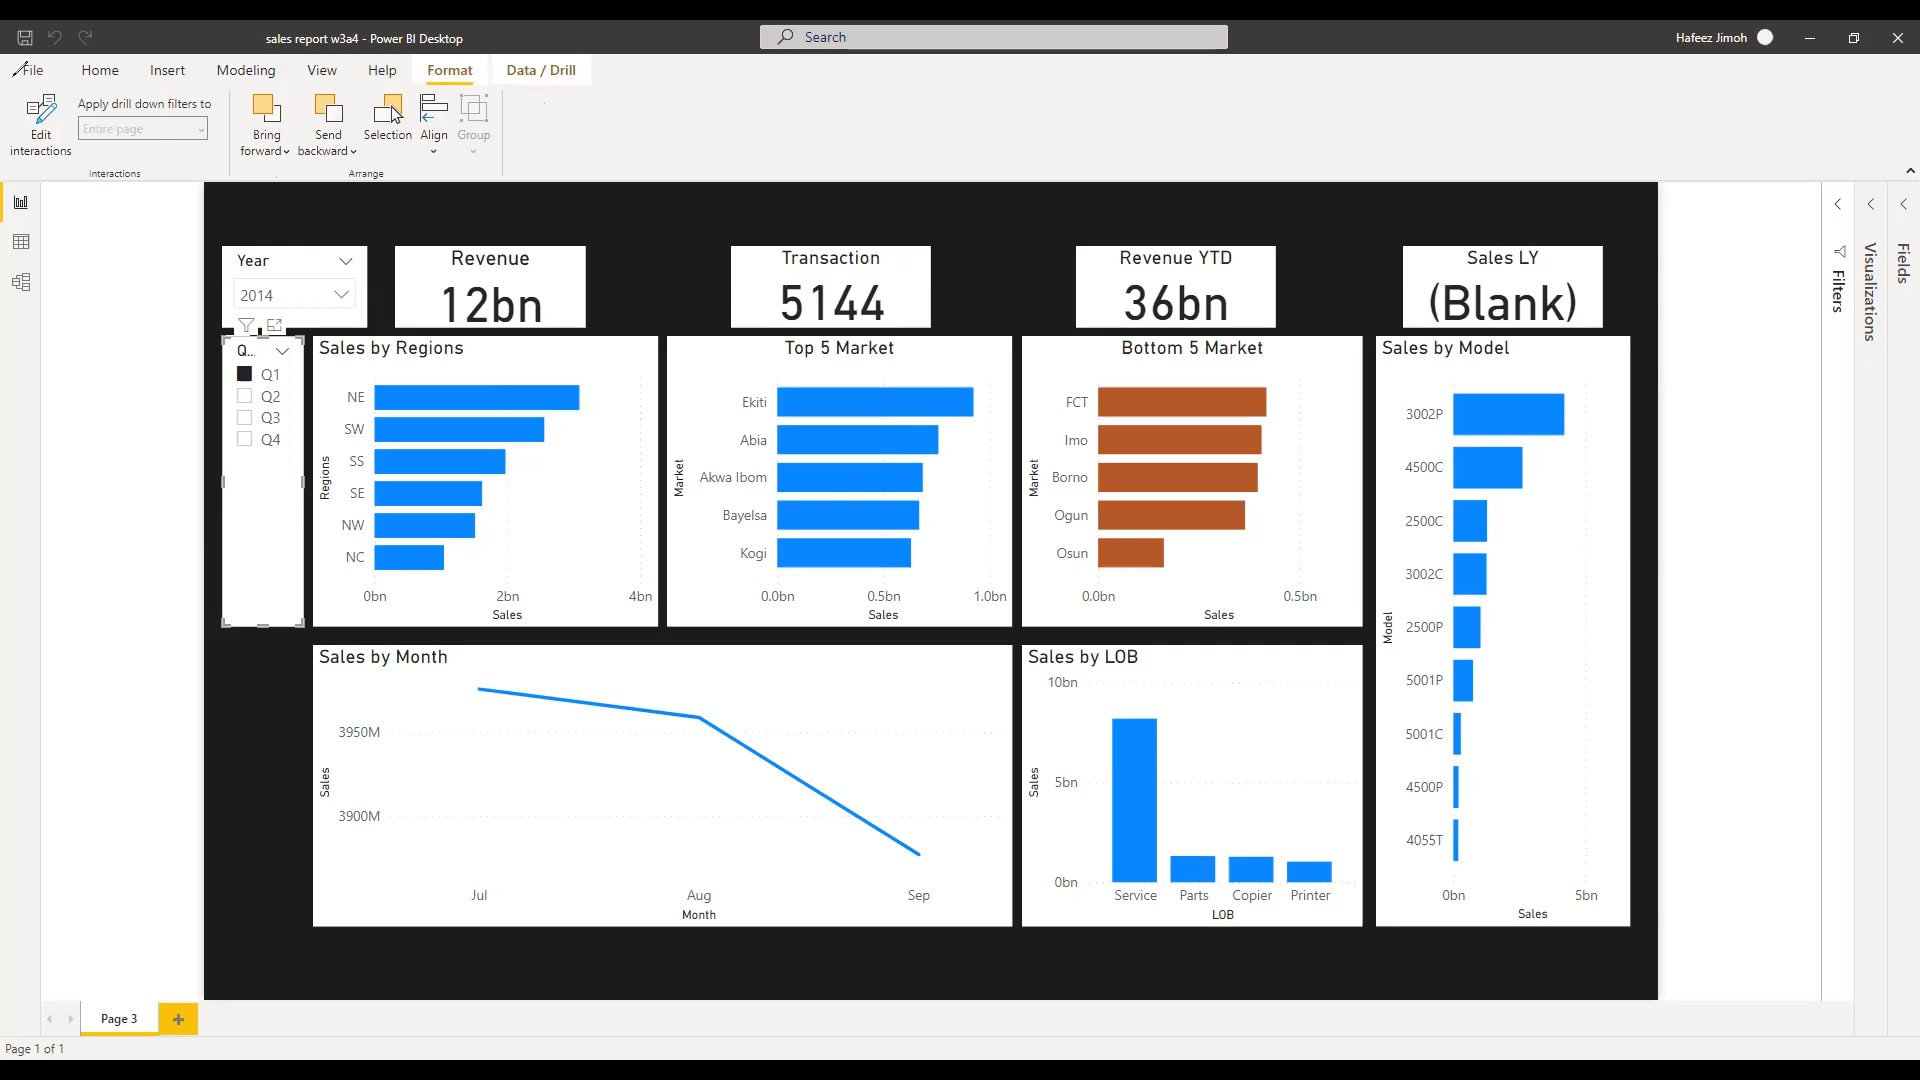 sales report w3a4 - Power BI Desktop
Search
Hafeez Jimoh
File
Home
Insert
Modeling
View
Help
Format
Data / Drill
Edit
interactions
Apply drill down filters to
Entire page
Interactions
Bring
forward
Send
backward
Selection
Align
Group
Arrange
Year
2014
Revenue
12bn
Transaction
5144
Revenue YTD
36bn
Sales LY
(Blank)
Q...
Q1
Q2
Q3
Q4
Sales by Regions
Regions
NE
SW
SS
SE
NW
NC
0bn
2bn
4bn
Sales
Top 5 Market
Market
Ekiti
Abia
Akwa Ibom
Bayelsa
Kogi
0.0bn
0.5bn
1.0bn
Sales
Bottom 5 Market
Market
FCT
Imo
Borno
Ogun
Osun
0.0bn
0.5bn
Sales
Sales by Model
Model
3002P
4500C
2500C
3002C
2500P
5001P
5001C
4500P
4055T
0bn
5bn
Sales
Sales by Month
Sales
3950M
3900M
Jul
Aug
Sep
Month
Sales by LOB
Sales
10bn
5bn
0bn
Service
Parts
Copier
Printer
LOB
Filters
Visualizations
Fields
Page 3
Page 1 of 1